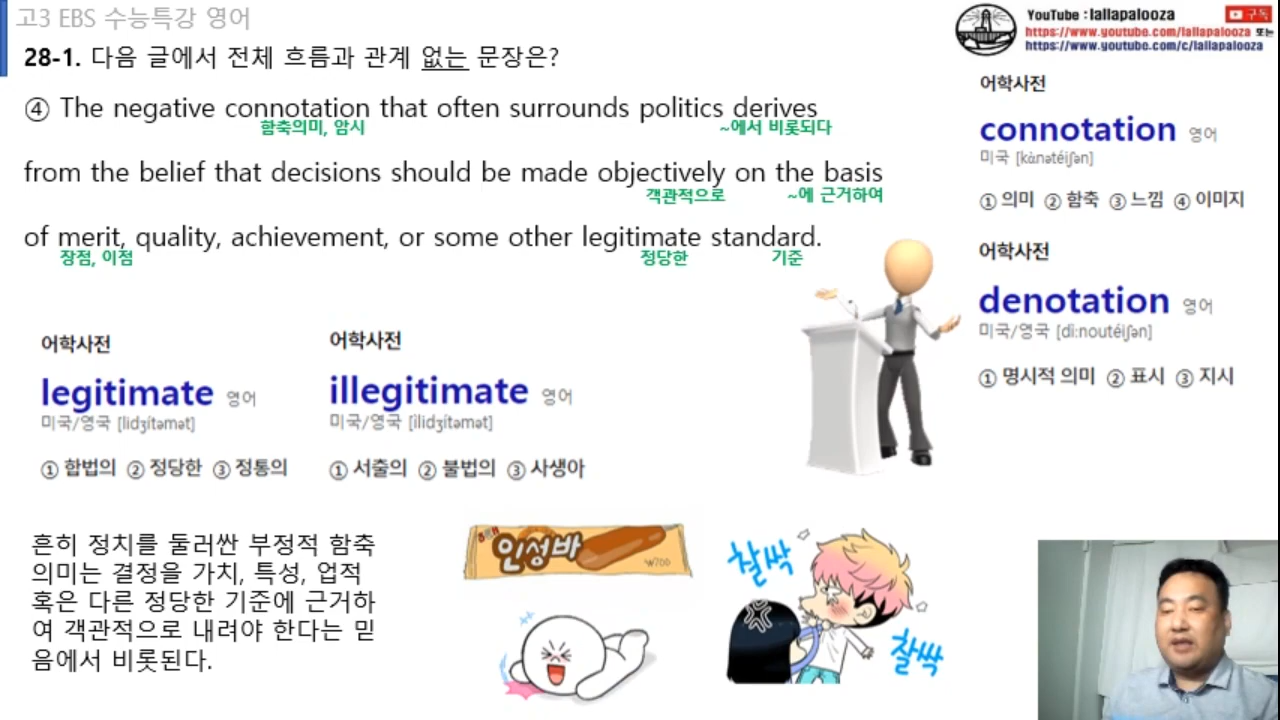 고3 EBS 수능특강 영어
YouTube : lallapalooza
구독
https://www.youtube.com/lallapalooza 또는
https://www.youtube.com/c/lallapalooza
28-1. 다음 글에서 전체 흐름과 관계 없는 문장은?
④ The negative connotation that often surrounds politics derives
함축의미, 암시 ~에서 비롯되다
from the belief that decisions should be made objectively on the basis
객관적으로 ~에 근거하여
of merit, quality, achievement, or some other legitimate standard.
장점, 이점 정당한 기준
어학사전
connotation 영어
미국 [kὰnətéiʃən]
① 의미 ② 함축 ③ 느낌 ④ 이미지
어학사전
denotation 영어
미국/영국 [dìːnoutéiʃən]
① 명시적 의미 ② 표시 ③ 지시
어학사전
legitimate 영어
미국/영국 [lidʒítəmət]
① 합법의 ② 정당한 ③ 정통의
어학사전
illegitimate 영어
미국/영국 [ìlidʒítəmət]
① 서출의 ② 불법의 ③ 사생아
흔히 정치를 둘러싼 부정적 함축
의미는 결정을 가치, 특성, 업적
혹은 다른 정당한 기준에 근거하
여 객관적으로 내려야 한다는 믿
음에서 비롯된다.
인성바
₩700
찰싹
찰싹